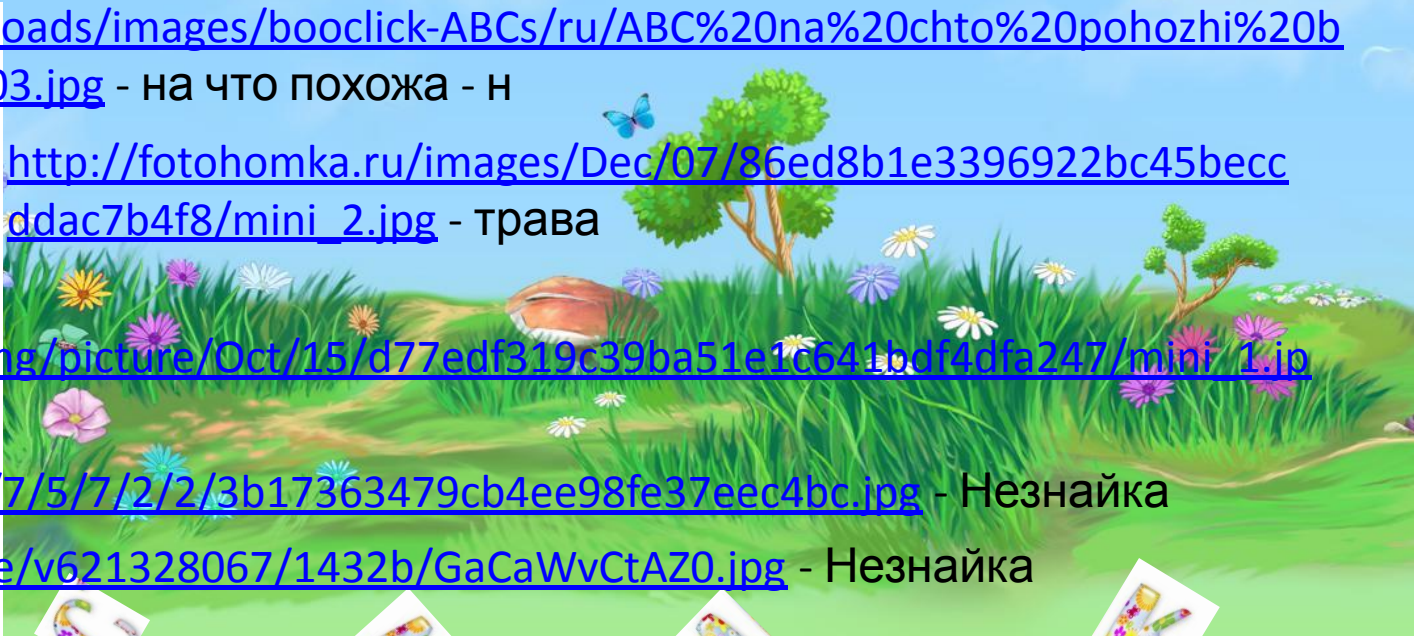 oads/images/booclick-ABCs/ru/ABC%20na%20chto%20pohozhi%20b
03.jpg - на что похожа - н
http://fotohomka.ru/images/Dec/07/86ed8b1e3396922bc45becc
ddac7b4f8/mini_2.jpg - трава
ng/picture/Oct/15/d77edf319c39ba51e1c641bdf4dfa247/mini_1.jp
/7/5/7/2/2/3b17363479cb4ee98fe37eec4bc.jpg - Незнайка
e/v621328067/1432b/GaCaWvCtAZ0.jpg - Незнайка